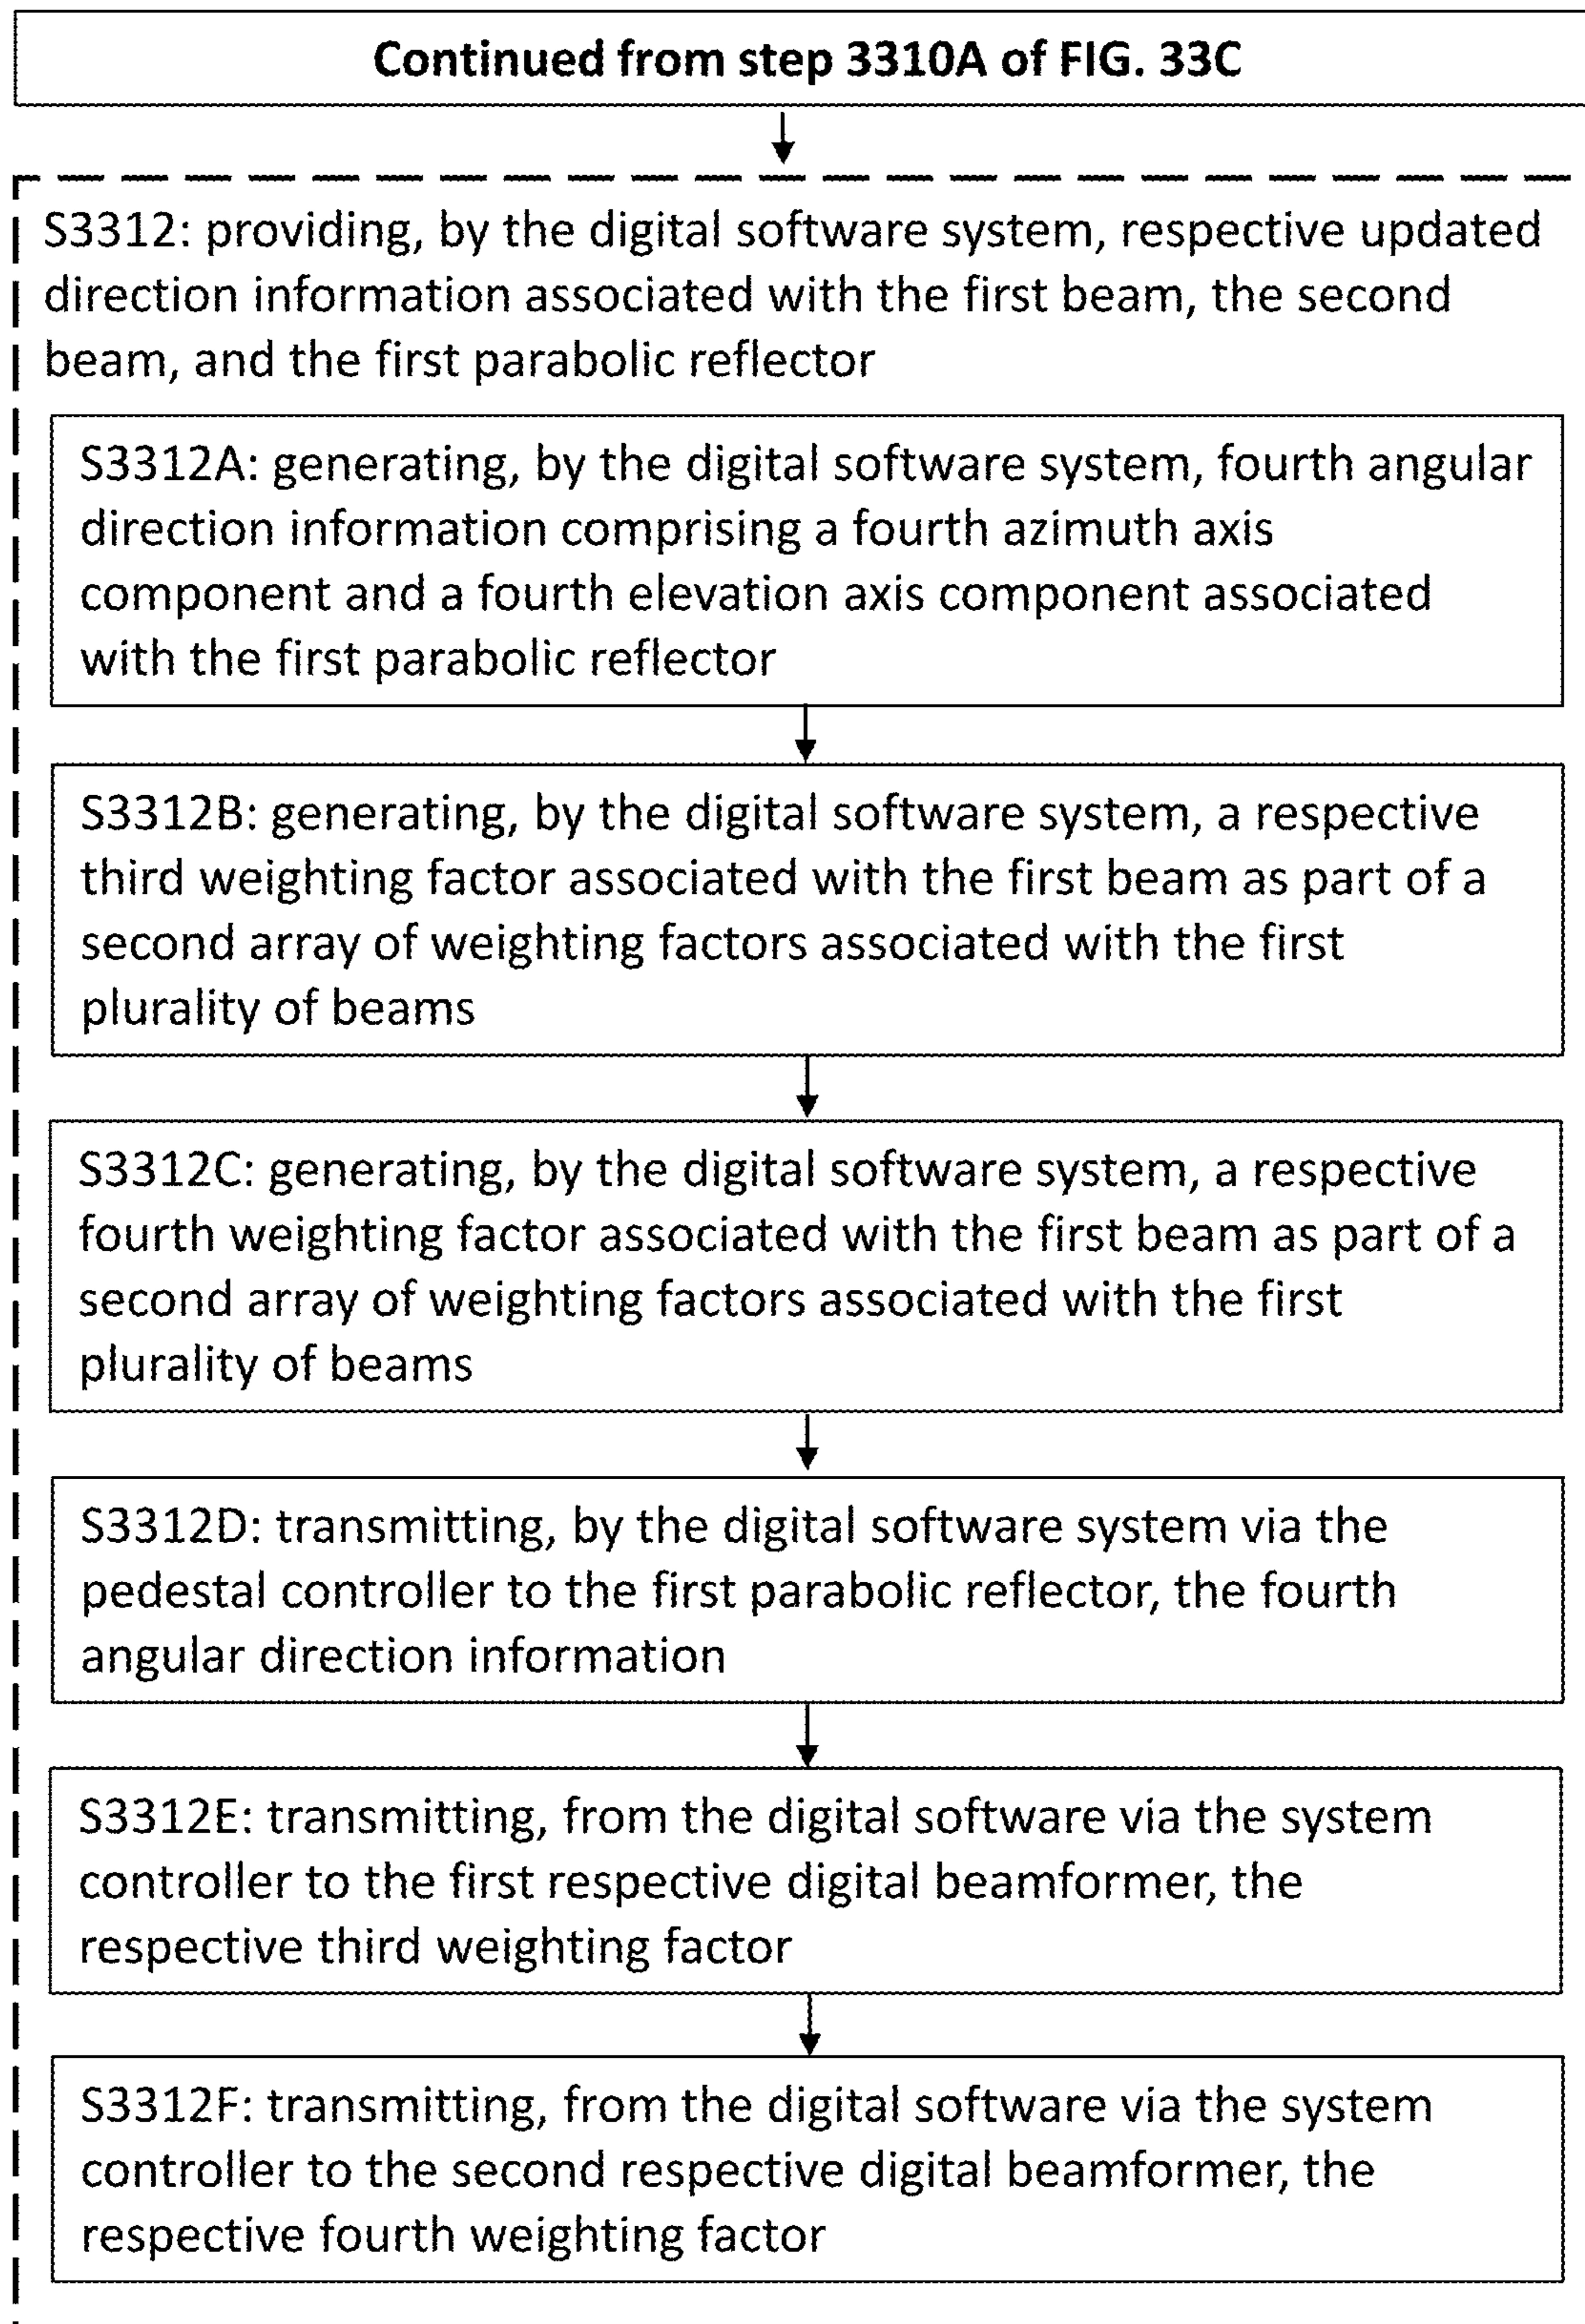 Continued from step 3310A of FIG. 33C
S3312: providing, by the digital software system, respective updated
direction information associated with the first beam, the second
beam, and the first parabolic reflector
S3312A: generating, by the digital software system, fourth angular
direction information comprising a fourth azimuth axis
component and a fourth elevation axis component associated
with the first parabolic reflector
S3312B: generating, by the digital software system, a respective
third weighting factor associated with the first beam as part of a
second array of weighting factors associated with the first
plurality of beams
S3312C: generating, by the digital software system, a respective
fourth weighting factor associated with the first beam as part of a
second array of weighting factors associated with the first
plurality of beams
S3312D: transmitting, by the digital software system via the
pedestal controller to the first parabolic reflector, the fourth
angular direction information
S3312E: transmitting, from the digital software via the system
controller to the first respective digital beamformer, the
respective third weighting factor
S3312F: transmitting, from the digital software via the system
controller to the second respective digital beamformer, the
respective fourth weighting factor